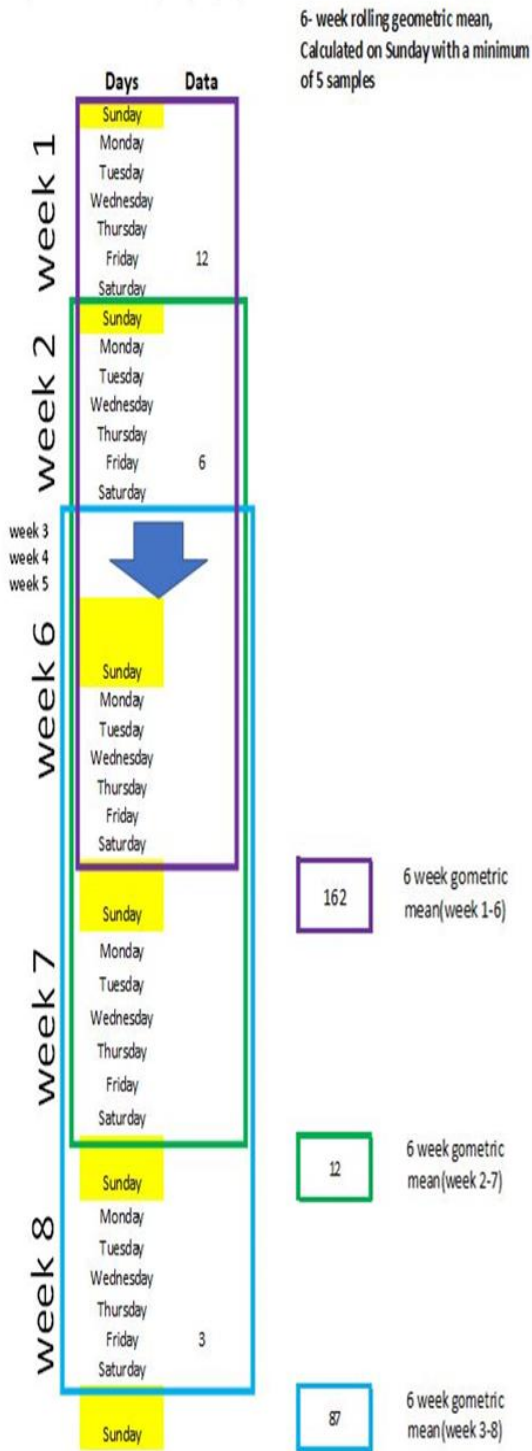 6- week rolling geometric mean,
Calculated on Sunday with a minimum
of 5 samples
Days Data
week 1
Sunday
Monday
Tuesday
Wednesday
Thursday
Friday 12
Saturday
week 2
Sunday
Monday
Tuesday
Wednesday
Thursday
Friday 6
Saturday
week 3
week 4
week 5
week 6
Sunday
Monday
Tuesday
Wednesday
Thursday
Friday
Saturday
162
6 week gometric
mean(week 1-6)
week 7
Sunday
Monday
Tuesday
Wednesday
Thursday
Friday
Saturday
12
6 week gometric
mean(week 2-7)
week 8
Sunday
Monday
Tuesday
Wednesday
Thursday
Friday 3
Saturday
87
6 week gometric
mean(week 3-8)
Sunday